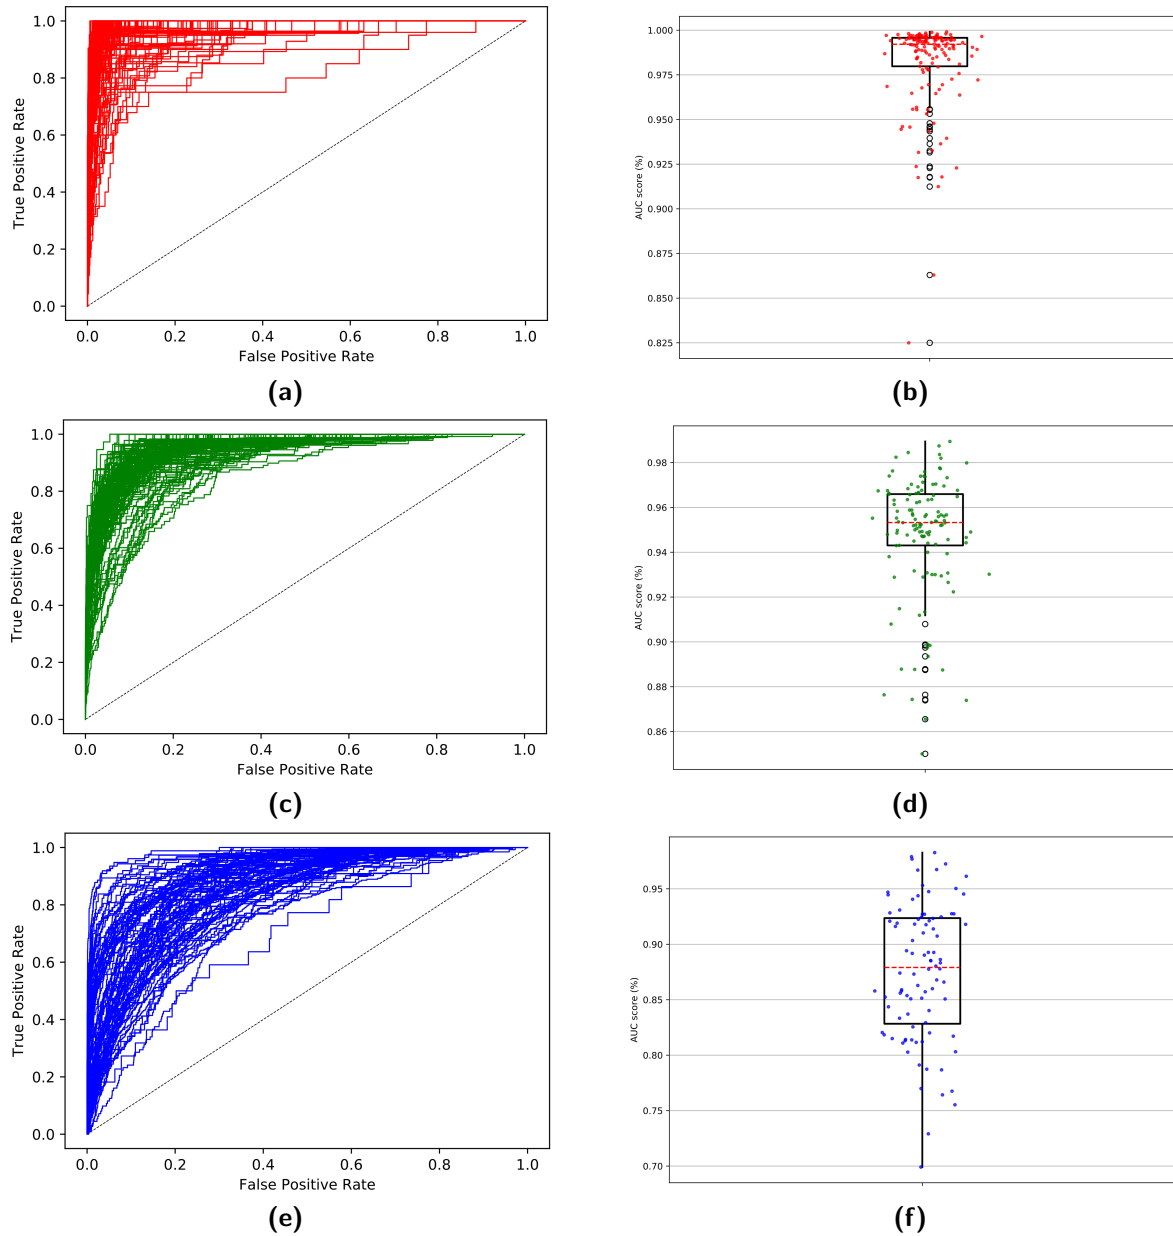 1.0
0.8
0.6
0.4
0.2
0.0
True Positive Rate
0.0 0.2 0.4 0.6 0.8 1.0
False Positive Rate
(a)
1.000
0.975
0.950
0.925
0.900
0.875
0.850
0.825
AUC score (%)
(b)
1.0
0.8
0.6
0.4
0.2
0.0
True Positive Rate
0.0 0.2 0.4 0.6 0.8 1.0
False Positive Rate
(c)
0.98
0.96
0.94
0.92
0.90
0.88
0.86
AUC score (%)
(d)
1.0
0.8
0.6
0.4
0.2
0.0
True Positive Rate
0.0 0.2 0.4 0.6 0.8 1.0
False Positive Rate
(e)
0.95
0.90
0.85
0.80
0.75
0.70
AUC score (%)
(f)